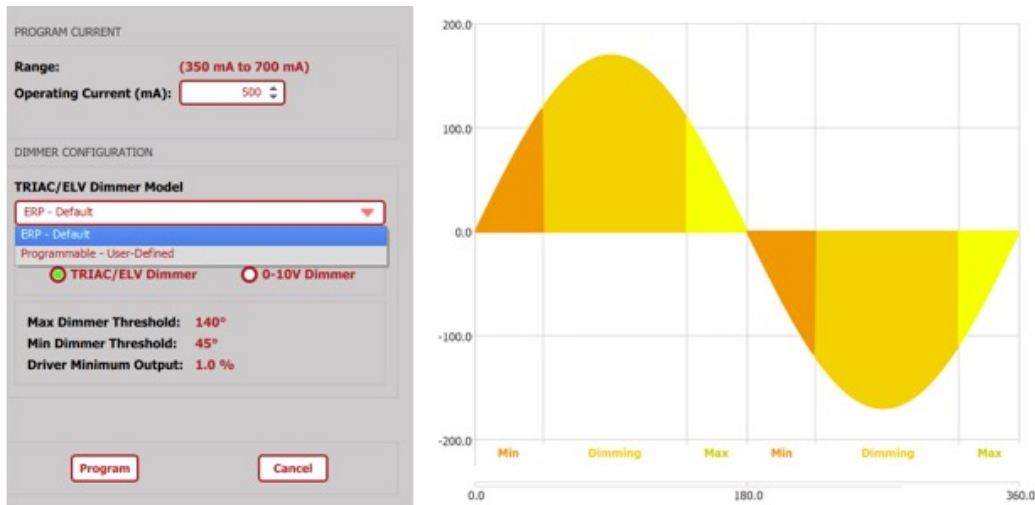 PROGRAM CURRENT
Range: (350 mA to 700 mA)
Operating Current (mA): 500
DIMMER CONFIGURATION
TRIAC/ELV Dimmer Model
ERP - Default
ERP - Default
Programmable - User-Defined
TRIAC/ELV Dimmer 0-10V Dimmer
Max Dimmer Threshold: 140°
Min Dimmer Threshold: 45°
Driver Minimum Output: 1.0 %
Program Cancel
200.0
100.0
0.0
-100.0
-200.0
Min Dimming Max Min Dimming Max
0.0 180.0 360.0